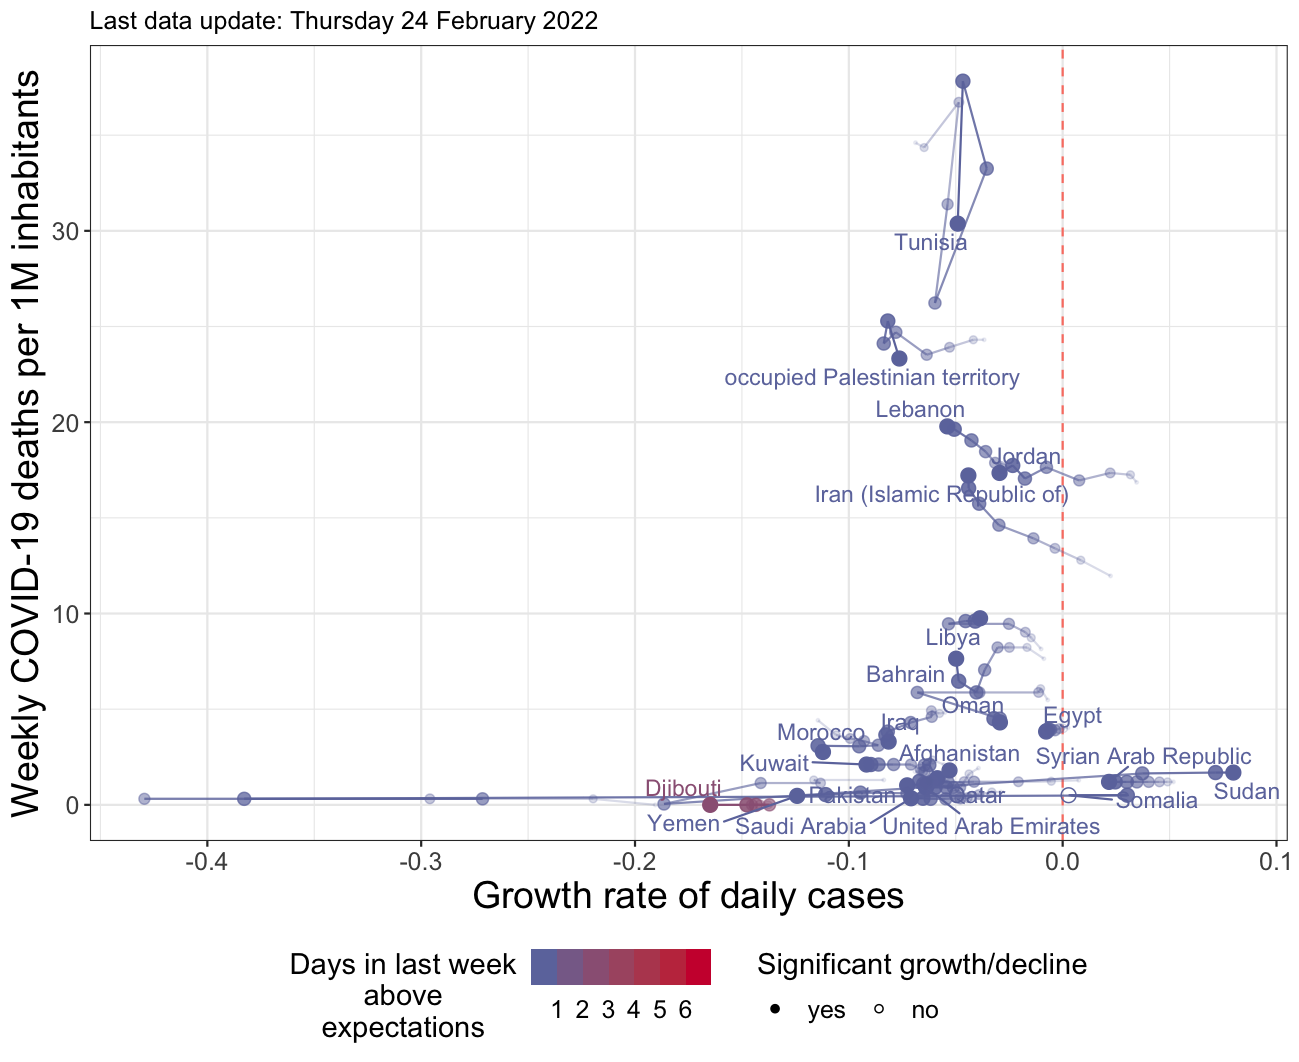 Last data update: Thursday 24 February 2022
Weekly COVID-19 deaths per 1M inhabitants
30
20
10
0
Tunisia
occupied Palestinian territory
Lebanon
Jordan
Iran (Islamic Republic of)
Libya
Bahrain
Oman
Egypt
Iraq
Morocco
Afghanistan
Syrian Arab Republic
Kuwait
Djibouti
Pakistan
Qatar
Sudan
Somalia
Yemen
Saudi Arabia
United Arab Emirates
-0.4
-0.3
-0.2
-0.1
0.0
0.1
Growth rate of daily cases
Days in last week
above
expectations
1 2 3 4 5 6
Significant growth/decline
yes
no